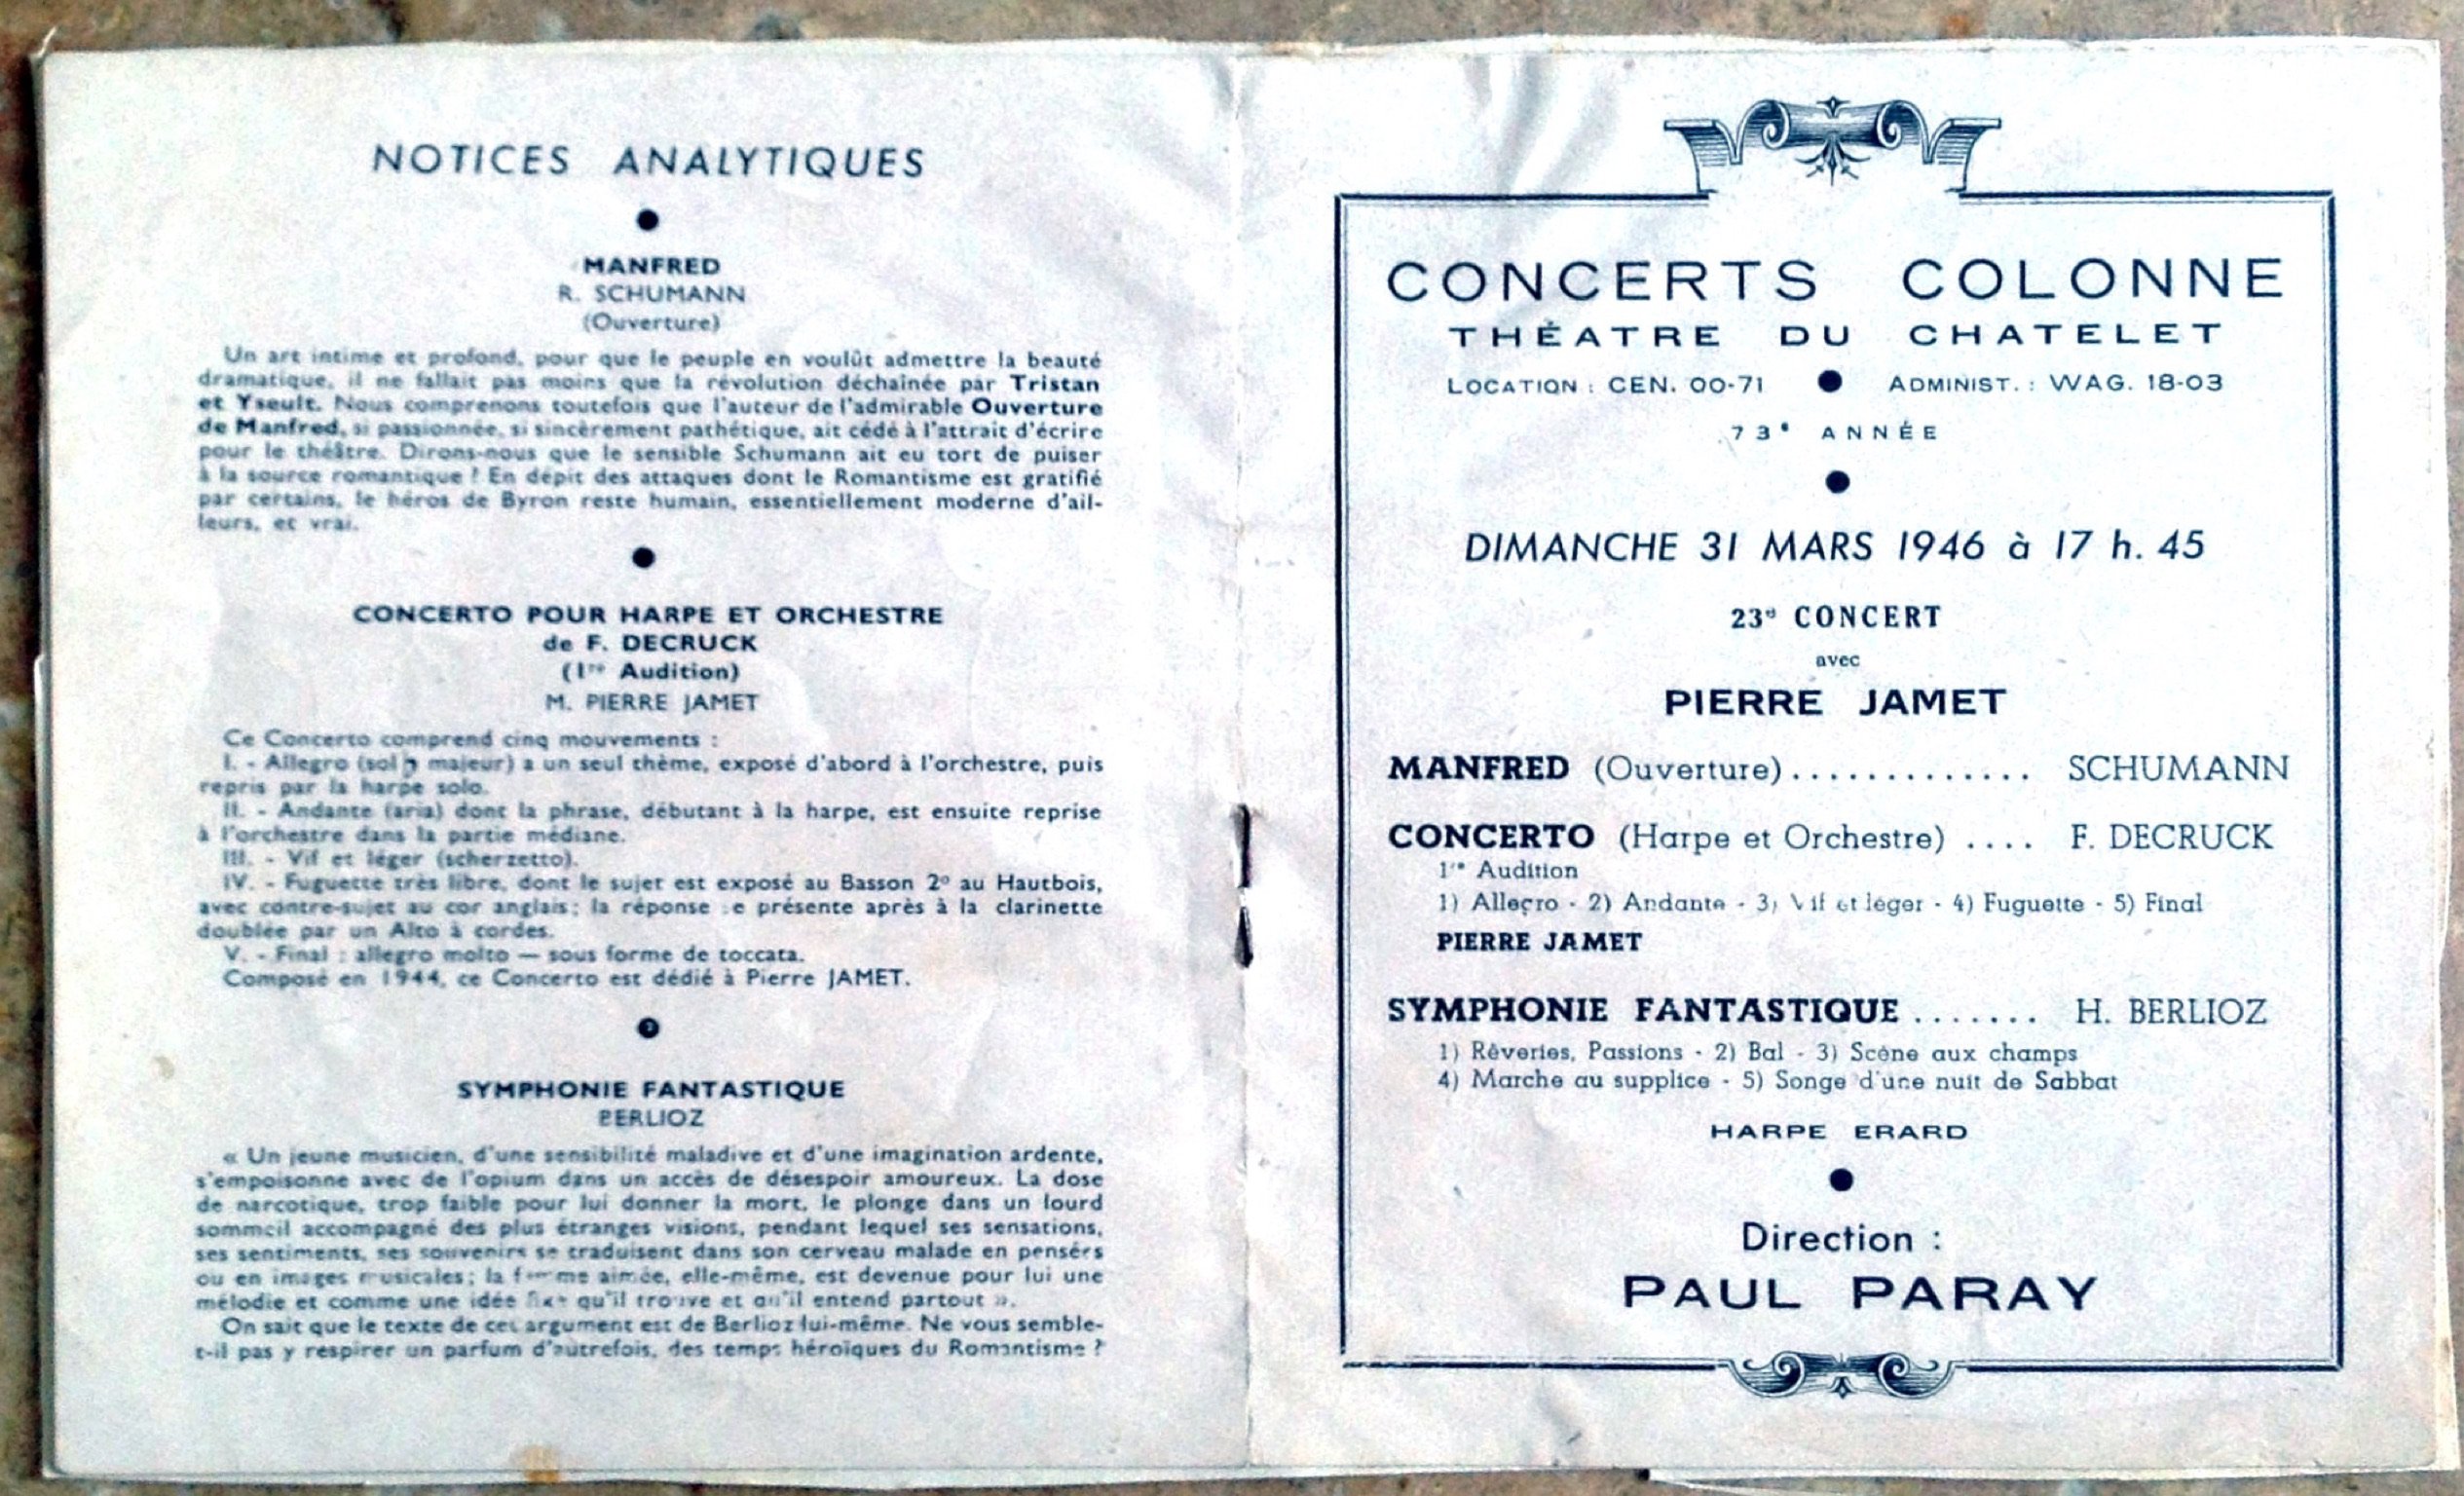 NOTICES ANALYTIQUES
MANFRED
R. SCHUMANN
(Ouverture)
Un art intime et profond, pour que le peuple en voulût admettre la beauté
dramatique, il ne fallait pas moins que la révolution déchaînée par Tristan
et Yseult. Nous comprenons toutefois que l'auteur de l'admirable Ouverture
de Manfred, si passionnée, si sincèrement pathétique, ait cédé à l'attrait d'écrire
pour le théâtre. Dirons-nous que le sensible Schumann ait eu tort de puiser
à la source romantique ? En dépit des attaques dont le Romantisme est gratifié
par certains, le héros de Byron reste humain, essentiellement moderne d'ail-
leurs, et vrai.
CONCERTO POUR HARPE ET ORCHESTRE
de F. DECRUCK
(1re Audition)
M. PIERRE JAMET
Ce Concerto comprend cinq mouvements :
I. - Allegro (sol b majeur) a un seul thème, exposé d'abord à l'orchestre, puis
repris par la harpe solo.
II. - Andante (aria) dont la phrase, débutant à la harpe, est ensuite reprise
à l'orchestre dans la partie médiane.
III. - Vif et léger (scherzetto).
IV. - Fuguette très libre, dont le sujet est exposé au Basson 2º au Hautbois,
avec contre-sujet au cor anglais ; la réponse se présente après à la clarinette
doublée par un Alto à cordes.
V. - Final : allegro molto — sous forme de toccata.
Composé en 1944, ce Concerto est dédié à Pierre JAMET.
SYMPHONIE FANTASTIQUE
BERLIOZ
« Un jeune musicien, d'une sensibilité maladive et d'une imagination ardente,
s'empoisonne avec de l'opium dans un accès de désespoir amoureux. La dose
de narcotique, trop faible pour lui donner la mort, le plonge dans un lourd
sommeil accompagné des plus étranges visions, pendant lequel ses sensations,
ses sentiments, ses souvenirs se traduisent dans son cerveau malade en pensées
ou en images musicales ; la femme aimée, elle-même, est devenue pour lui une
mélodie et comme une idée fixe qu'il trouve et qu'il entend partout ».
On sait que le texte de cet argument est de Berlioz lui-même. Ne vous semble-
t-il pas y respirer un parfum d'autrefois, des temps héroïques du Romantisme ?
CONCERTS COLONNE
THÉATRE DU CHATELET
LOCATION : CEN. 00-71 ● ADMINIST. : WAG. 18-03
73e ANNÉE
DIMANCHE 31 MARS 1946 à 17 h. 45
23e CONCERT
avec
PIERRE JAMET
MANFRED (Ouverture)............. SCHUMANN
CONCERTO (Harpe et Orchestre) .... F. DECRUCK
1re Audition
1) Allegro - 2) Andante - 3) Vif et léger - 4) Fuguette - 5) Final
PIERRE JAMET
SYMPHONIE FANTASTIQUE ....... H. BERLIOZ
1) Rêveries, Passions - 2) Bal - 3) Scène aux champs
4) Marche au supplice - 5) Songe d'une nuit de Sabbat
HARPE ERARD
Direction :
PAUL PARAY